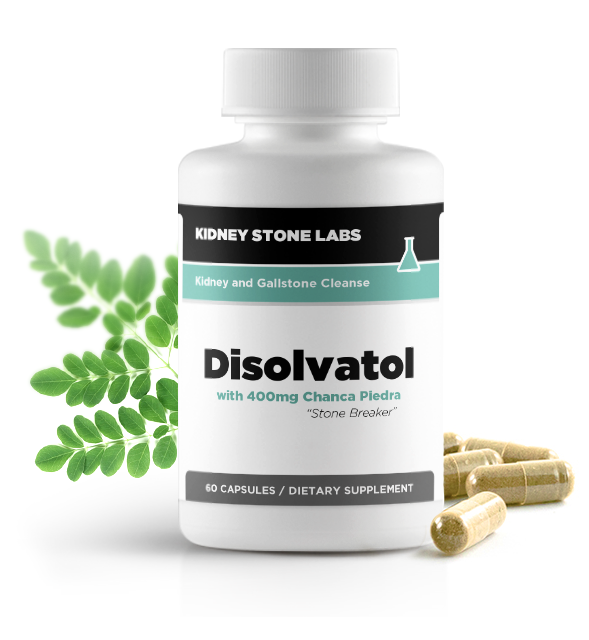 KIDNEY STONE LABS
Kidney and Gallstone Cleanse
Disolvatol
with 400mg Chanca Piedra
"Stone Breaker"
60 CAPSULES / DIETARY SUPPLEMENT